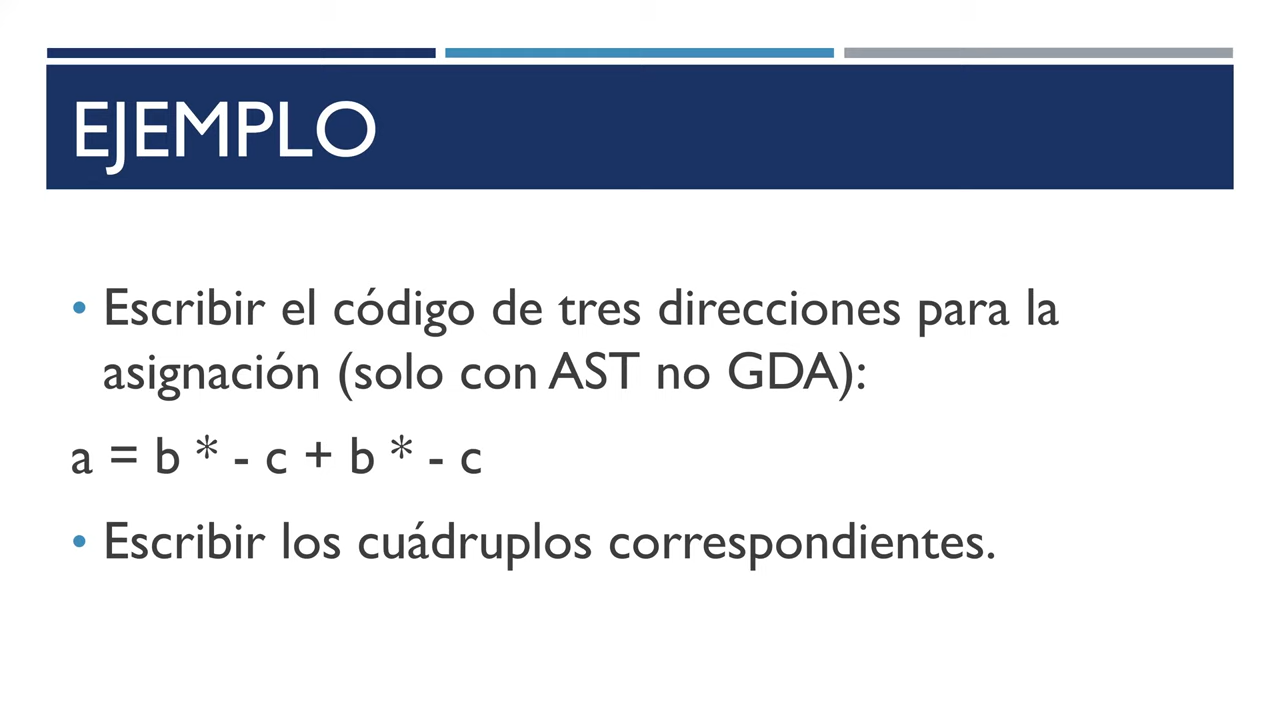 EJEMPLO
• Escribir el código de tres direcciones para la
asignación (solo con AST no GDA):
a = b * - c + b * - c
• Escribir los cuádruplos correspondientes.